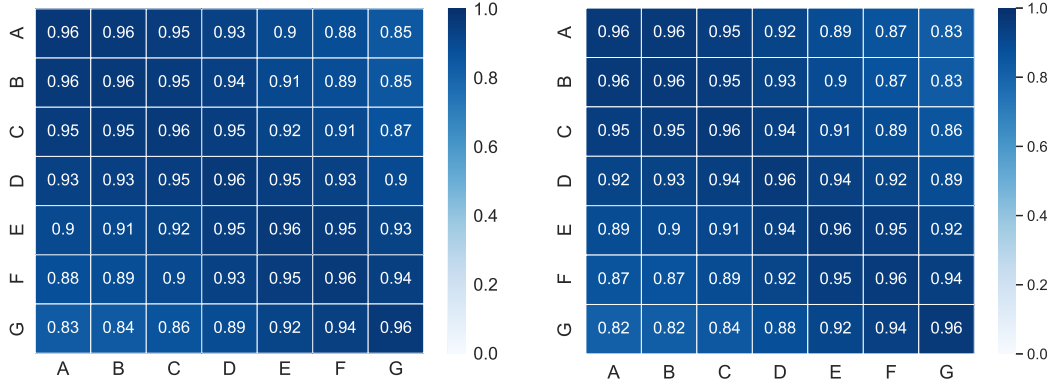 A 0.96 0.96 0.95 0.93 0.9 0.88 0.85
B 0.96 0.96 0.95 0.94 0.91 0.89 0.85
C 0.95 0.95 0.96 0.95 0.92 0.91 0.87
D 0.93 0.93 0.95 0.96 0.95 0.93 0.9
E 0.9 0.91 0.92 0.95 0.96 0.95 0.93
F 0.88 0.89 0.9 0.93 0.95 0.96 0.94
G 0.83 0.84 0.86 0.89 0.92 0.94 0.96
A B C D E F G
1.0
0.8
0.6
0.4
0.2
0.0
A 0.96 0.96 0.95 0.92 0.89 0.87 0.83
B 0.96 0.96 0.95 0.93 0.9 0.87 0.83
C 0.95 0.95 0.96 0.94 0.91 0.89 0.86
D 0.92 0.93 0.94 0.96 0.94 0.92 0.89
E 0.89 0.9 0.91 0.94 0.96 0.95 0.92
F 0.87 0.87 0.89 0.92 0.95 0.96 0.94
G 0.82 0.82 0.84 0.88 0.92 0.94 0.96
A B C D E F G
1.0
0.8
0.6
0.4
0.2
0.0